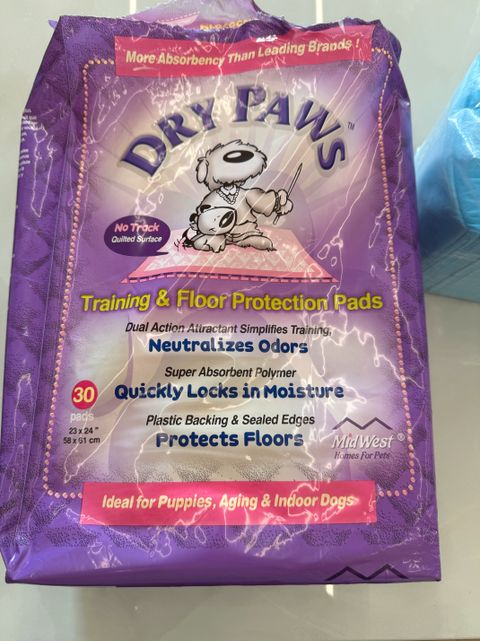 More Absorbency Than Leading Brands!
DRY PAWS™
No Track
Quilted Surface
Training & Floor Protection Pads
Dual Action Attractant Simplifies Training,
Neutralizes Odors
Super Absorbent Polymer
Quickly Locks in Moisture
30
pads
23 x 24"
58 x 61 cm
Plastic Backing & Sealed Edges
Protects Floors
MidWest®
Homes For Pets
Ideal for Puppies, Aging & Indoor Dogs